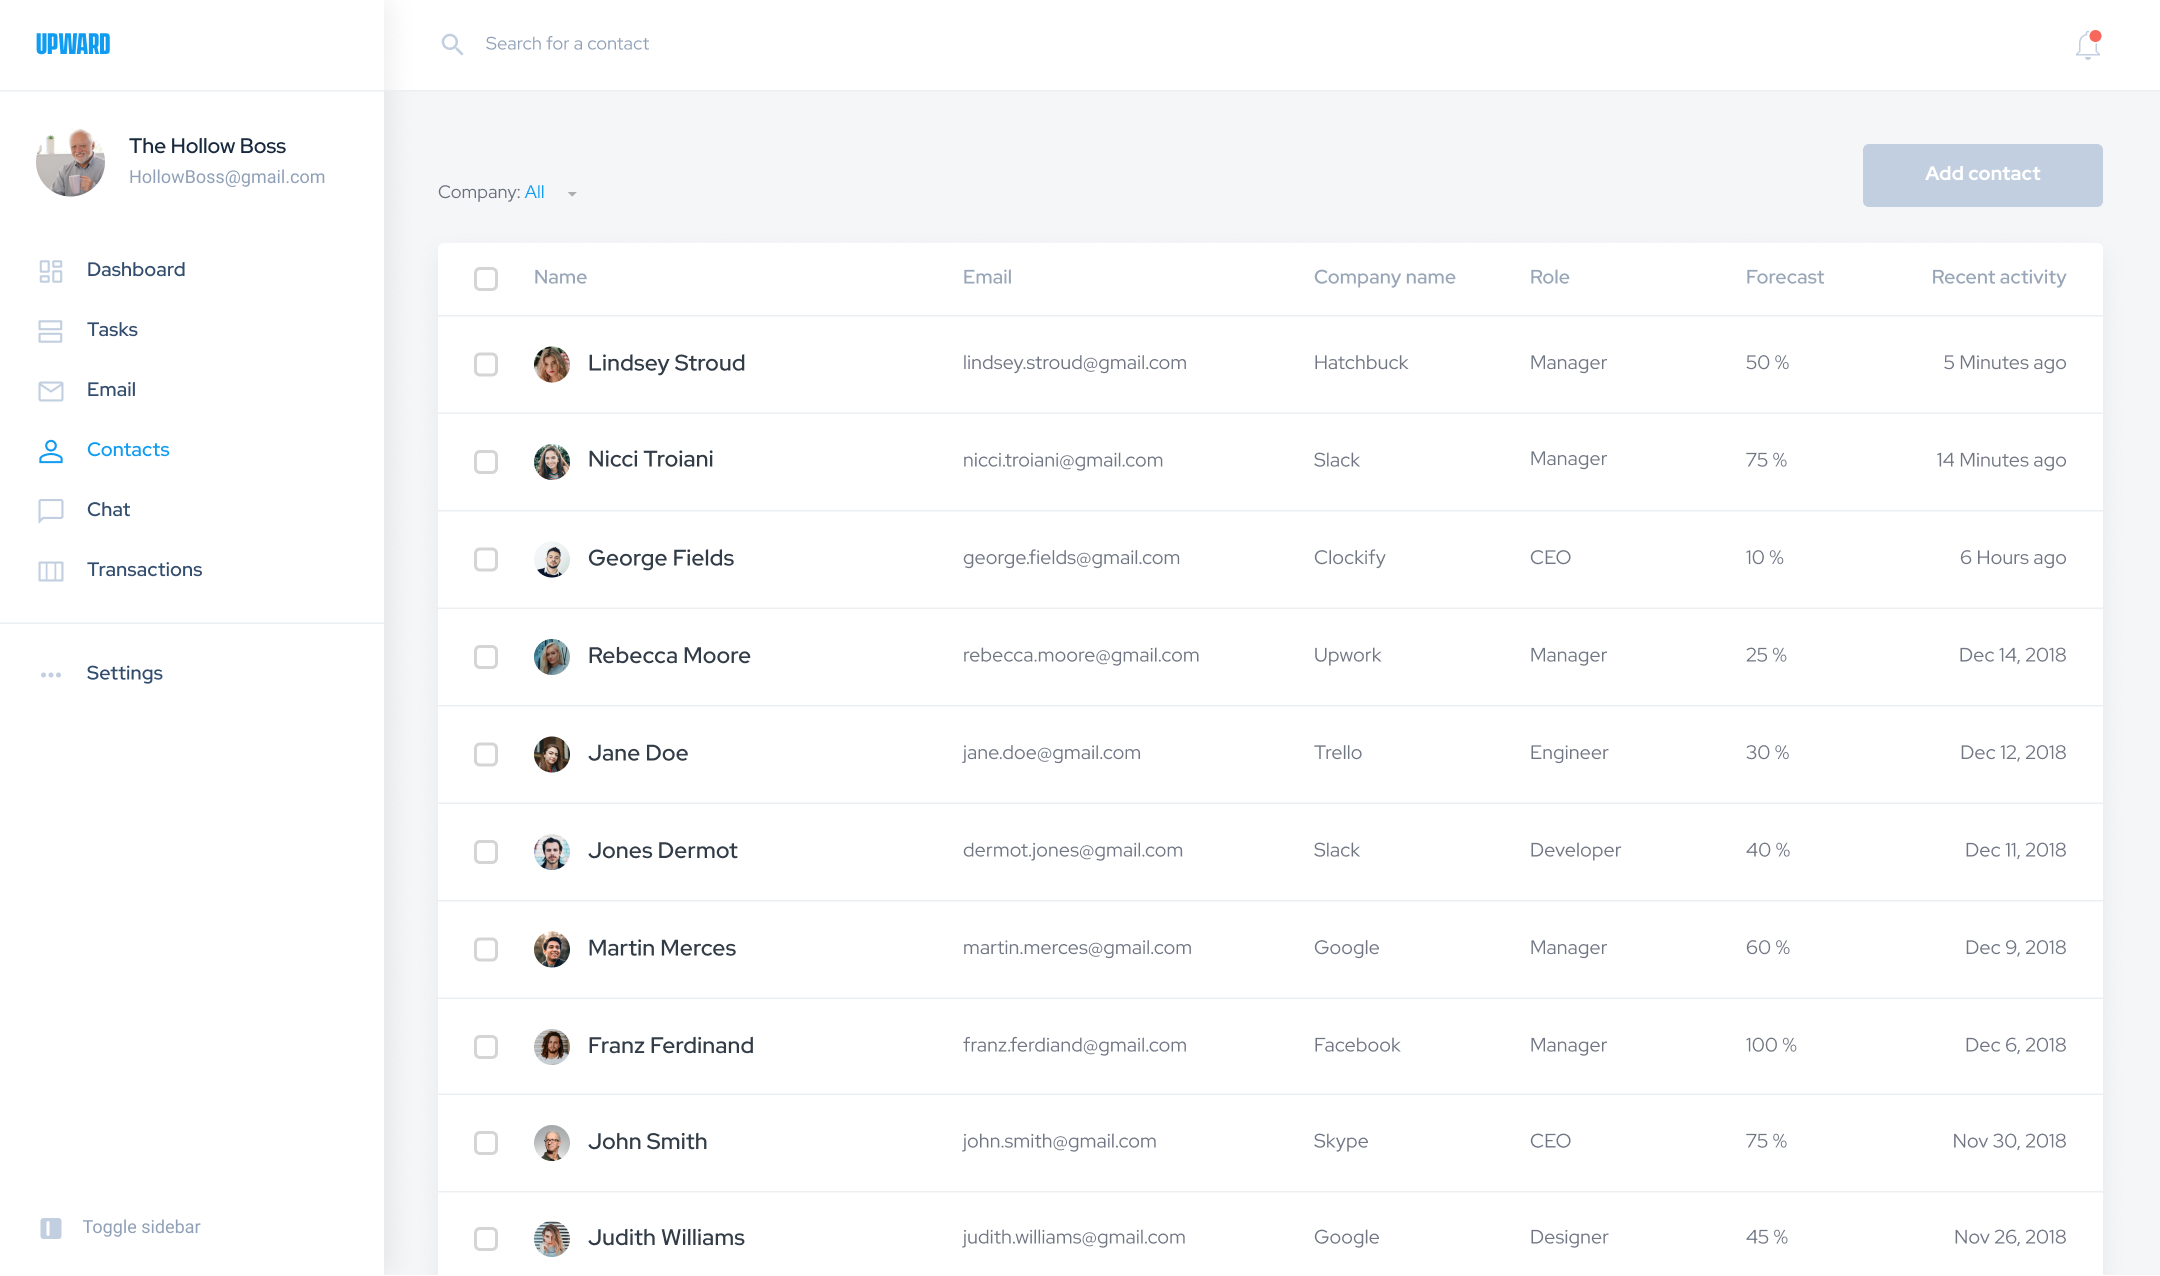 UPWARD
Search for a contact
The Hollow Boss
HollowBoss@gmail.com
Dashboard
Tasks
Email
Contacts
Chat
Transactions
Settings
Toggle sidebar
Company: All
Add contact
Name Email Company name Role Forecast Recent activity
Lindsey Stroud lindsey.stroud@gmail.com Hatchbuck Manager 50 % 5 Minutes ago
Nicci Troiani nicci.troiani@gmail.com Slack Manager 75 % 14 Minutes ago
George Fields george.fields@gmail.com Clockify CEO 10 % 6 Hours ago
Rebecca Moore rebecca.moore@gmail.com Upwork Manager 25 % Dec 14, 2018
Jane Doe jane.doe@gmail.com Trello Engineer 30 % Dec 12, 2018
Jones Dermot dermot.jones@gmail.com Slack Developer 40 % Dec 11, 2018
Martin Merces martin.merces@gmail.com Google Manager 60 % Dec 9, 2018
Franz Ferdinand franz.ferdiand@gmail.com Facebook Manager 100 % Dec 6, 2018
John Smith john.smith@gmail.com Skype CEO 75 % Nov 30, 2018
Judith Williams judith.williams@gmail.com Google Designer 45 % Nov 26, 2018